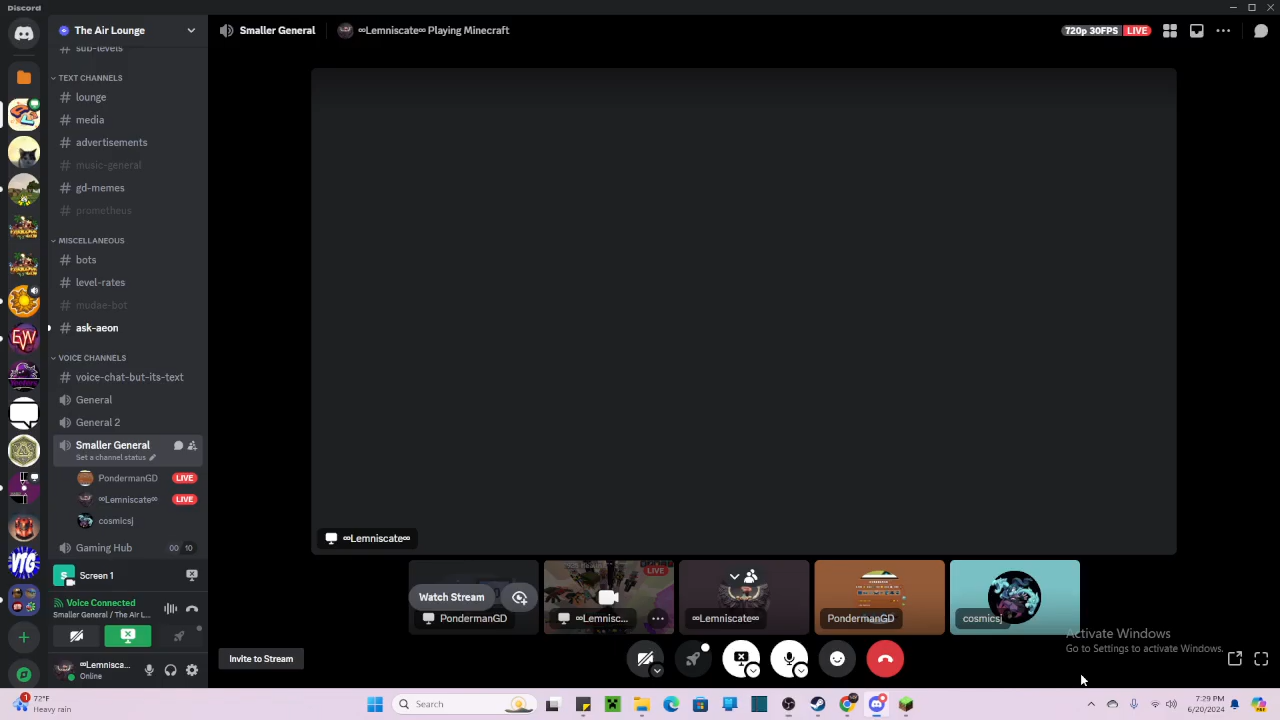 Discord
The Air Lounge
Smaller General
∞Lemniscate∞ Playing Minecraft
720p 30FPS LIVE
sub-levels
TEXT CHANNELS
lounge
media
advertisements
music-general
gd-memes
prometheus
MISCELLANEOUS
bots
level-rates
mudae-bot
ask-aeon
VOICE CHANNELS
voice-chat-but-its-text
General
General 2
Smaller General
Set a channel status
PondermanGD LIVE
∞Lemniscate∞ LIVE
cosmicsj
Gaming Hub 00 10
Screen 1
Voice Connected
Smaller General / The Air L...
∞Lemnisca...
Online
∞Lemniscate∞
Watch Stream
PondermanGD
LIVE
∞Lemnisc...
∞Lemniscate∞
PondermanGD
cosmicsj
Invite to Stream
Activate Windows
Go to Settings to activate Windows.
1
72°F
Heavy rain
Search
7:29 PM
6/20/2024